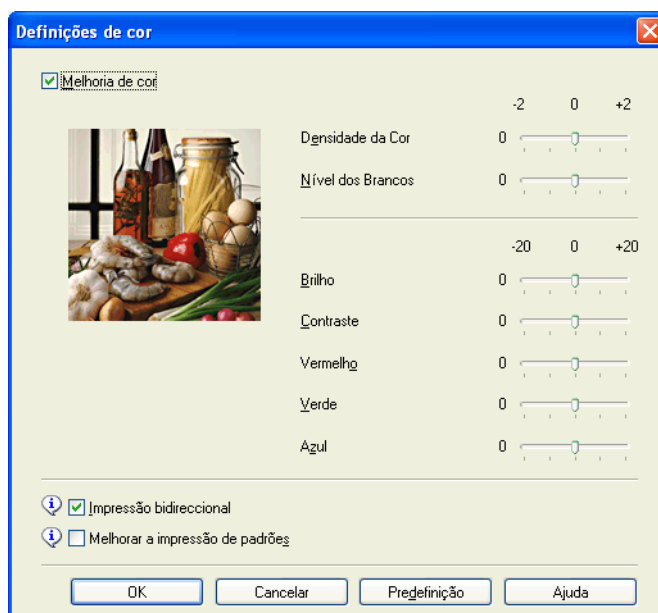 Definições de cor
Melhoria de cor
-2 0 +2
Densidade da Cor 0
Nível dos Brancos 0
-20 0 +20
Brilho 0
Contraste 0
Vermelho 0
Verde 0
Azul 0
Impressão bidireccional
Melhorar a impressão de padrões
OK Cancelar Predefinição Ajuda